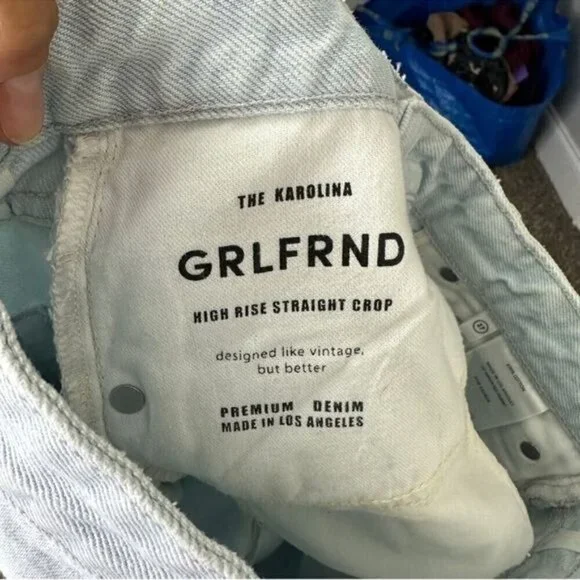 THE KAROLINA
GRLFRND
HIGH RISE STRAIGHT CROP
designed like vintage,
but better
PREMIUM DENIM
MADE IN LOS ANGELES